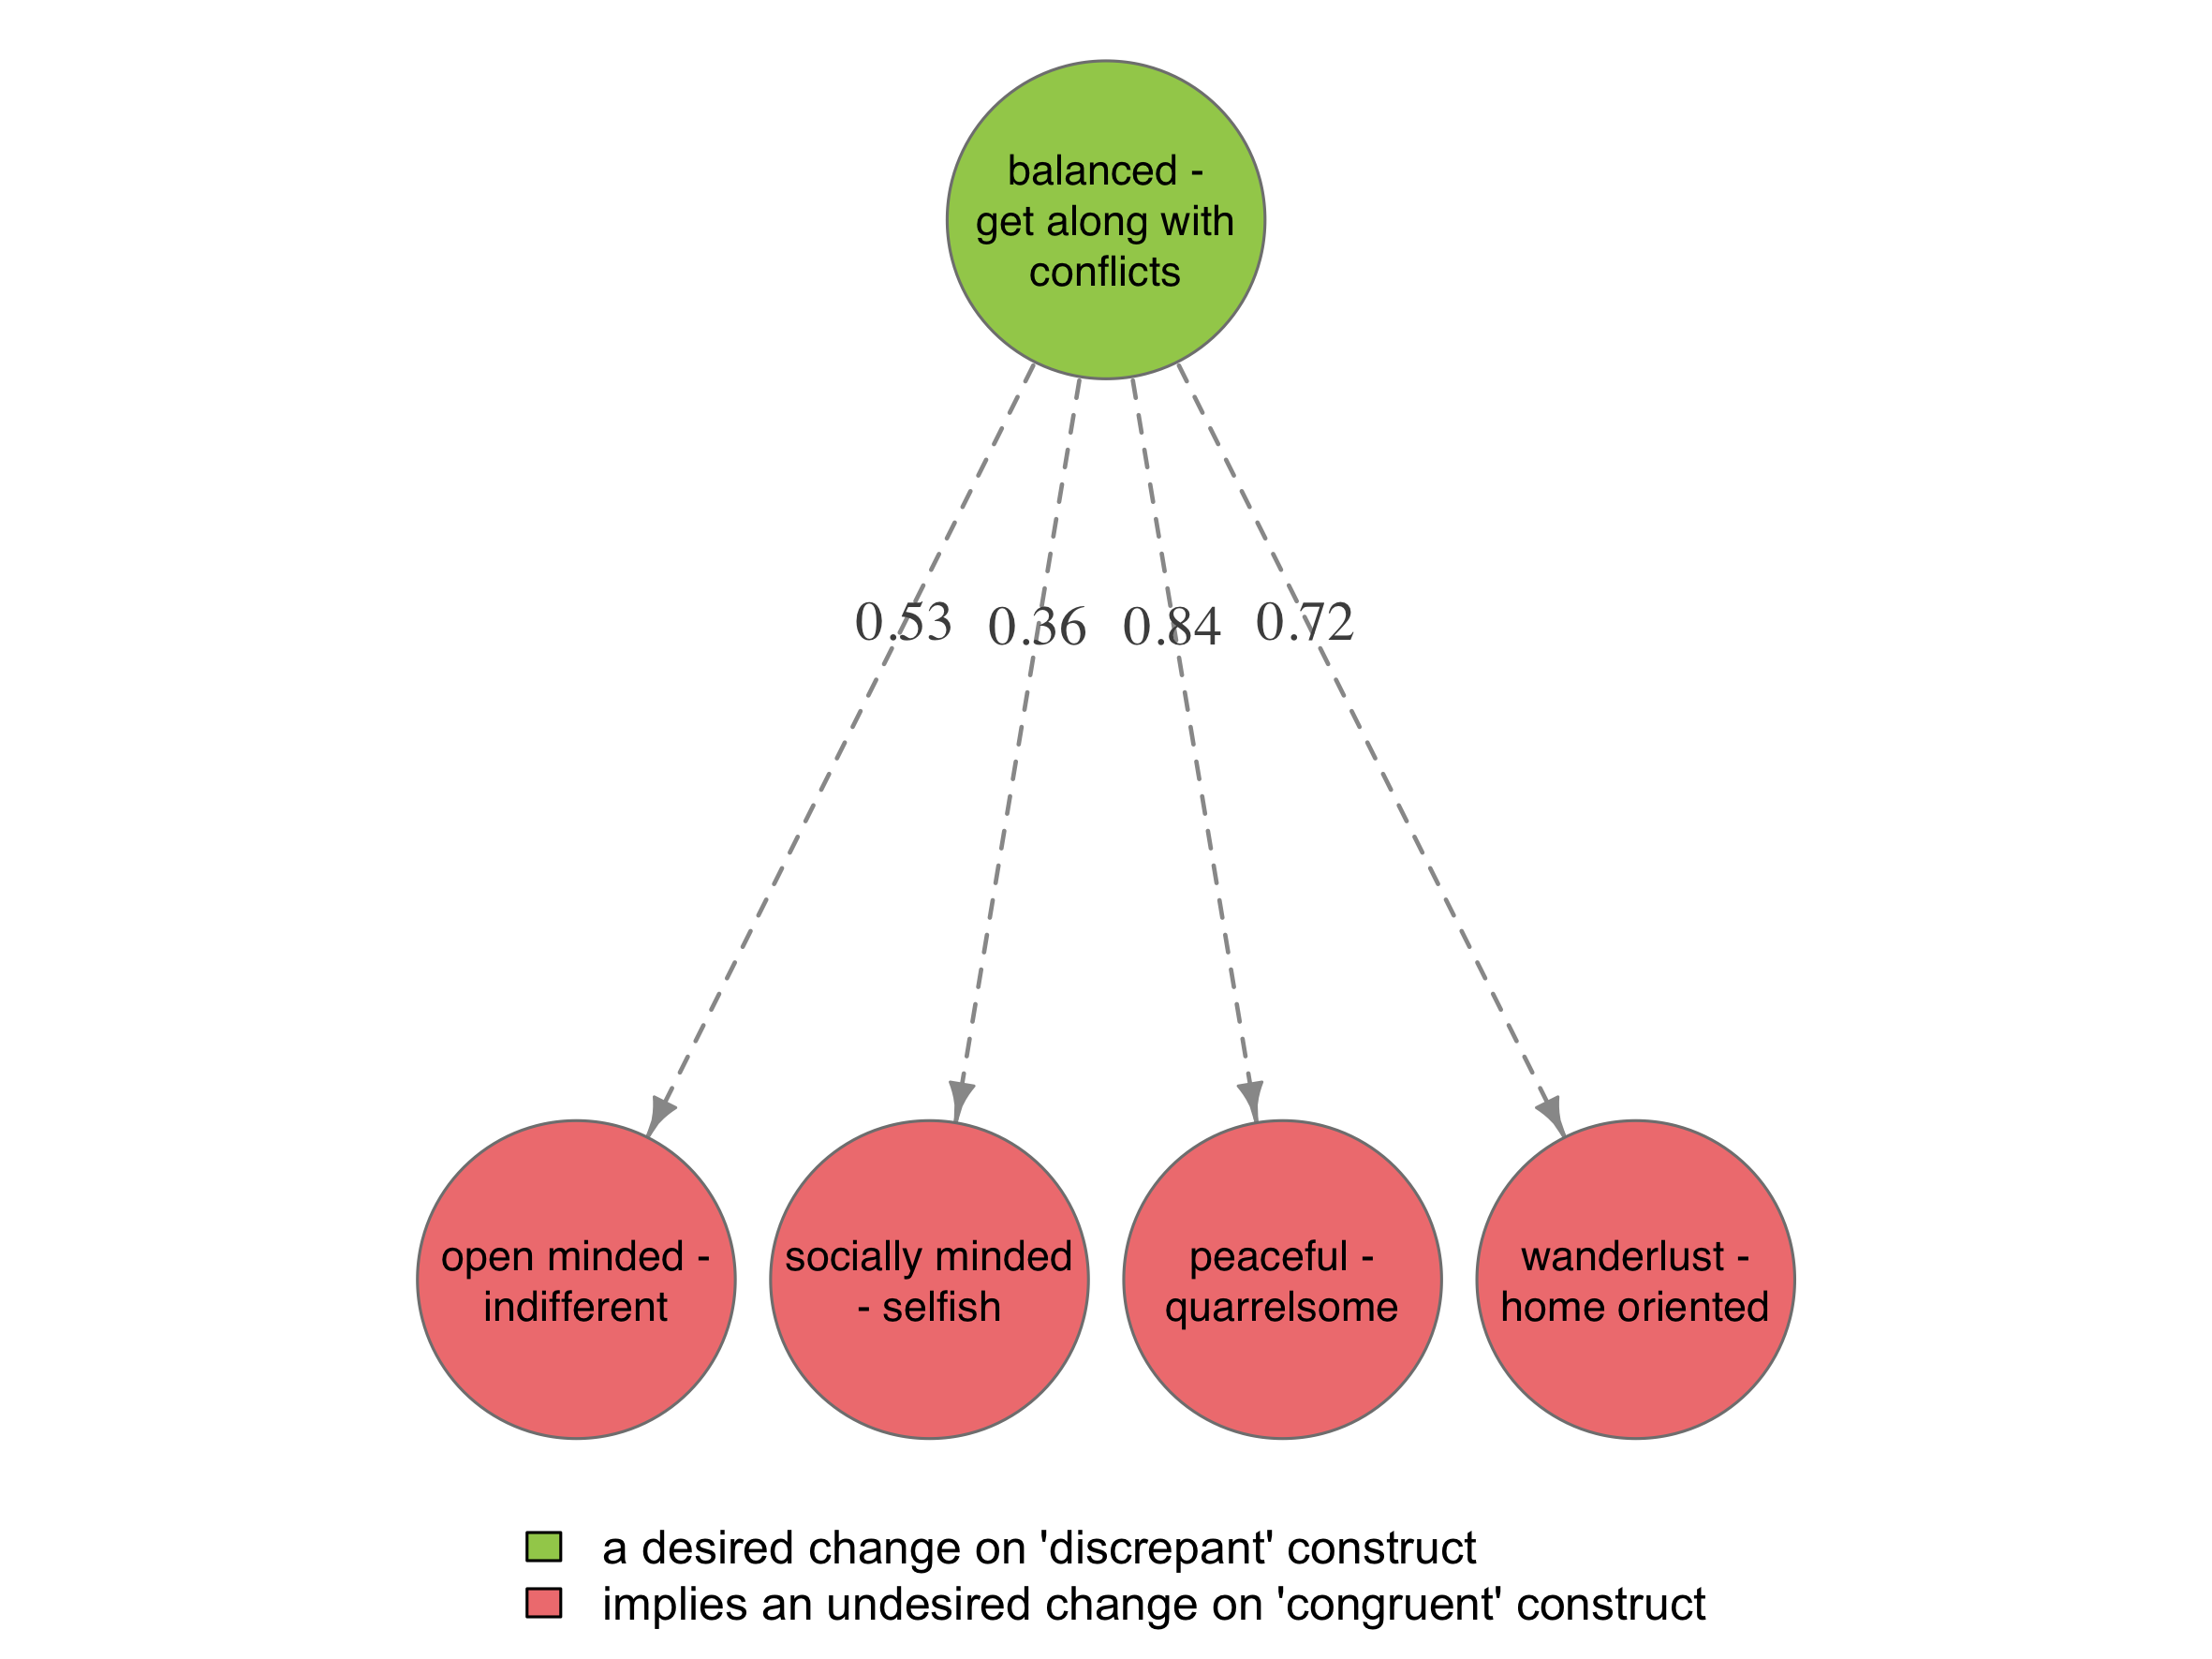 balanced -
get along with
conflicts
0.53
0.36
0.84
0.72
open minded -
indifferent
socially minded
- selfish
peaceful -
quarrelsome
wanderlust -
home oriented
a desired change on 'discrepant' construct
implies an undesired change on 'congruent' construct